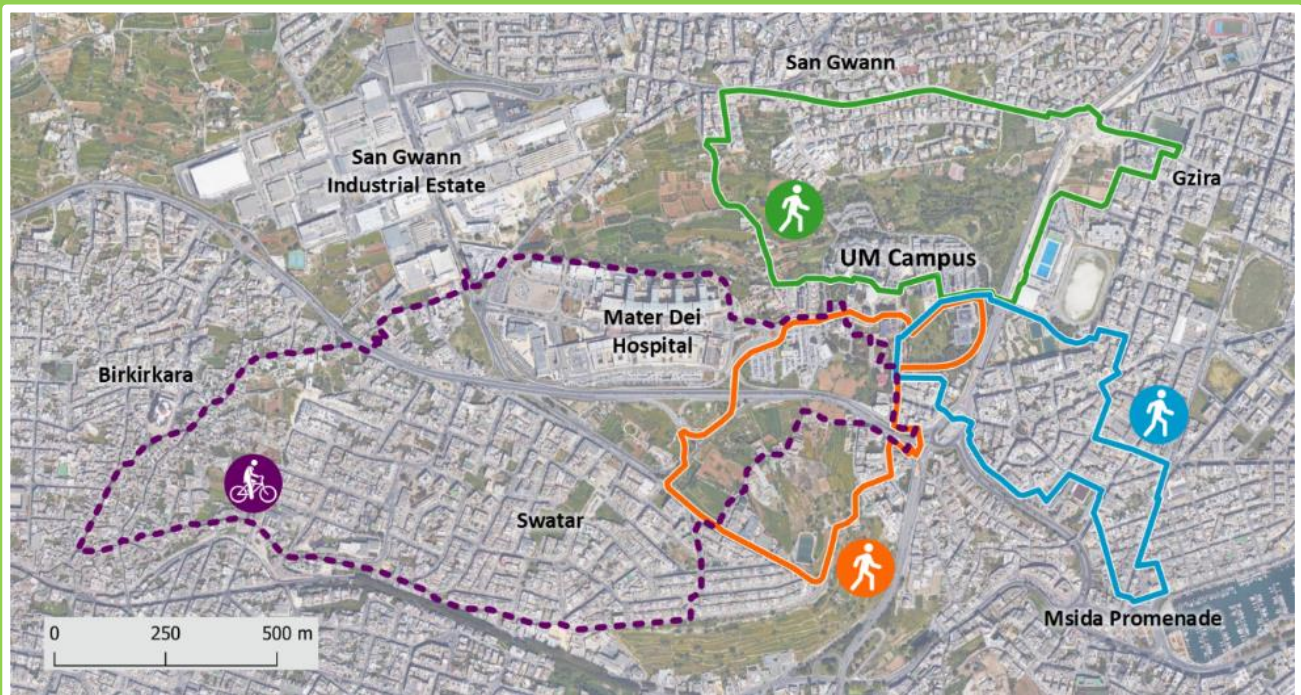 San Gwann
San Gwann
Industrial Estate
Gzira
UM Campus
Mater Dei
Hospital
Birkirkara
Swatar
Msida Promenade
0 250 500 m